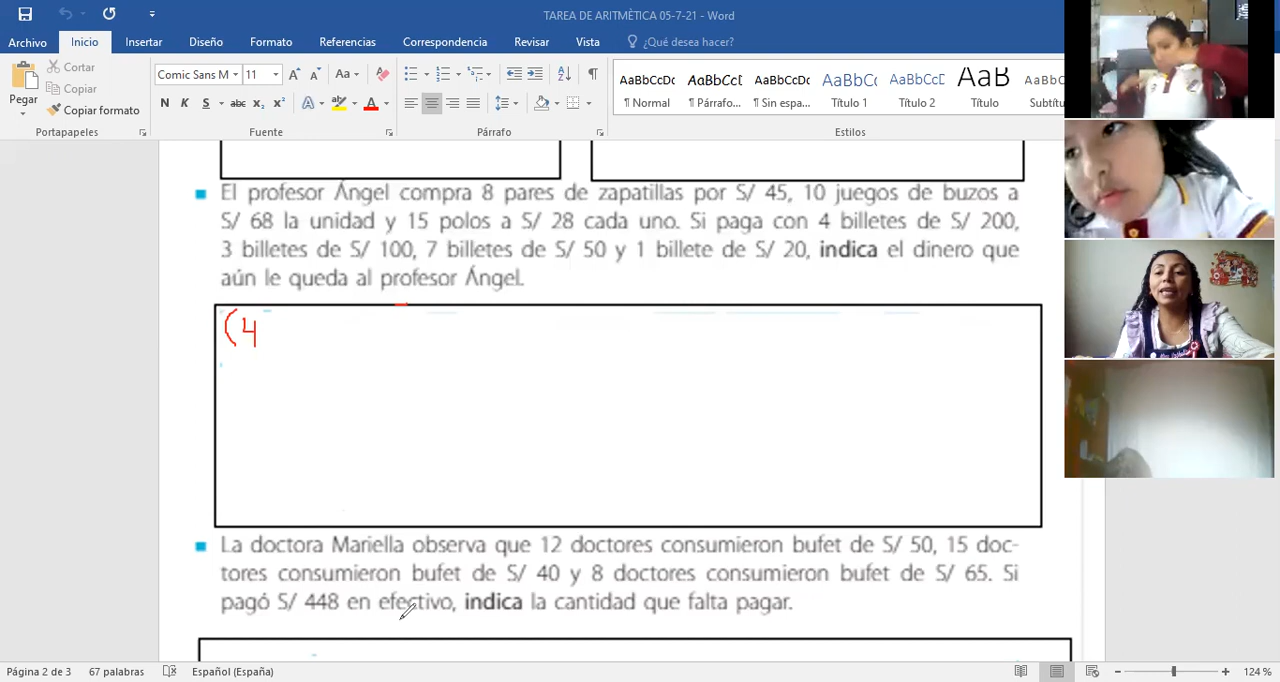 TAREA DE ARITMÈTICA 05-7-21 - Word
Archivo Inicio Insertar Diseño Formato Referencias Correspondencia Revisar Vista ¿Qué desea hacer?
Cortar
Copiar
Copiar formato
Pegar
Comic Sans M 11
Aa
N K S abc x₂ x²
A A
AaBbCcDc AaBbCcI AaBbCcDc AaBbC AaBbCcC AaB AaBbCcD
¶ Normal ¶ Párrafo... ¶ Sin espa... Título 1 Título 2 Título Subtítu
Portapapeles Fuente Párrafo Estilos
El profesor Ángel compra 8 pares de zapatillas por S/ 45, 10 juegos de buzos a
S/ 68 la unidad y 15 polos a S/ 28 cada uno. Si paga con 4 billetes de S/ 200,
3 billetes de S/ 100, 7 billetes de S/ 50 y 1 billete de S/ 20, indica el dinero que
aún le queda al profesor Ángel.
(4
La doctora Mariella observa que 12 doctores consumieron bufet de S/ 50, 15 doc-
tores consumieron bufet de S/ 40 y 8 doctores consumieron bufet de S/ 65. Si
pagó S/ 448 en efectivo, indica la cantidad que falta pagar.
Página 2 de 3 67 palabras Español (España) 124 %